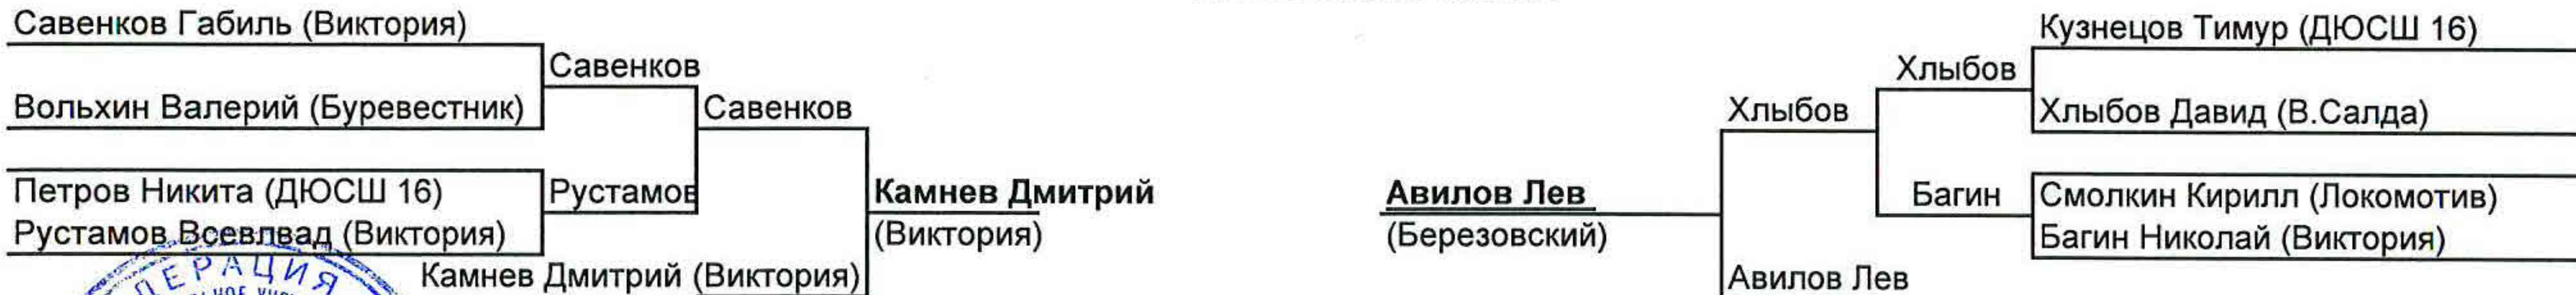 Савенков Габиль (Виктория)
Савенков
Вольхин Валерий (Буревестник)
Савенков
Петров Никита (ДЮСШ 16)
Рустамов
Рустамов Всевлвад (Виктория)
Камнев Дмитрий
(Виктория)
Камнев Дмитрий (Виктория)
Кузнецов Тимур (ДЮСШ 16)
Хлыбов
Хлыбов
Хлыбов Давид (В.Салда)
Авилов Лев
(Березовский)
Багин
Смолкин Кирилл (Локомотив)
Багин Николай (Виктория)
Авилов Лев
ДЕРАЦИЯ